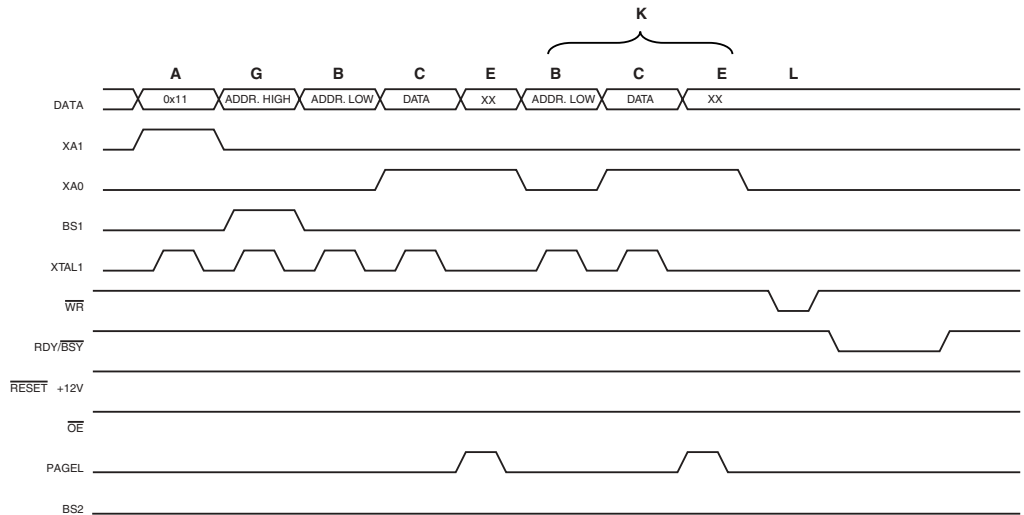 K
A G B C E B C E L
DATA 0x11 ADDR. HIGH ADDR. LOW DATA XX ADDR. LOW DATA XX
XA1
XA0
BS1
XTAL1
WR
RDY/BSY
RESET +12V
OE
PAGEL
BS2